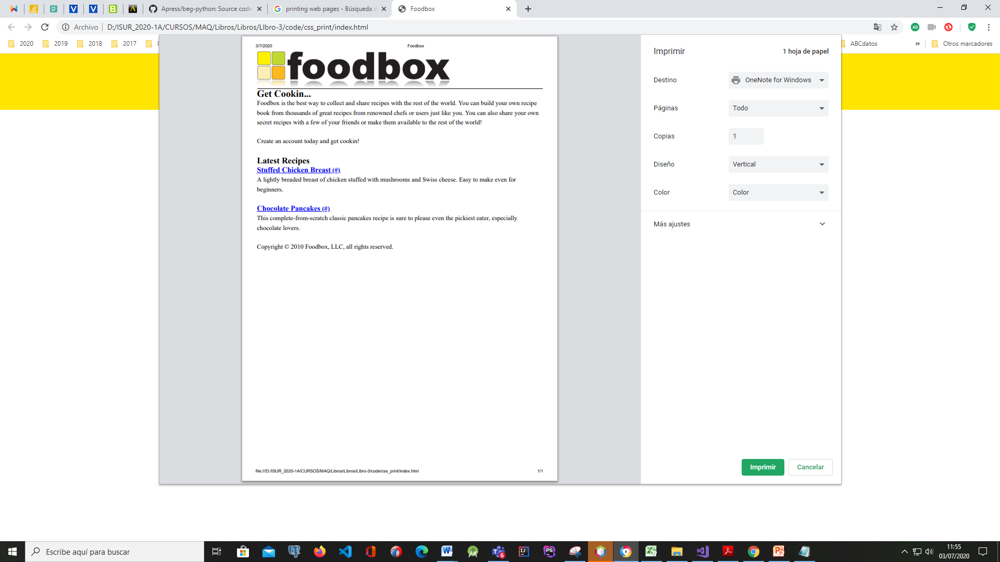 Apress/beg-python: Source code
printing web pages - Búsqueda
Foodbox
Archivo
D:/ISUR_2020-1A/CURSOS/MAQ/Libros/Libros/LIbro-3/code/css_print/index.html
2020
2019
2018
2017
ABCdatos
»
Otros marcadores
3/7/2020
Foodbox
foodbox
Get Cookin...
Foodbox is the best way to collect and share recipes with the rest of the world. You can build your own recipe
book from thousands of great recipes from renowned chefs or users just like you. You can also share your own
secret recipes with a few of your friends or make them available to the rest of the world!
Create an account today and get cookin!
Latest Recipes
Stuffed Chicken Breast (#)
A lightly breaded breast of chicken stuffed with mushrooms and Swiss cheese. Easy to make even for
beginners.
Chocolate Pancakes (#)
This complete-from-scratch classic pancakes recipe is sure to please even the pickiest eater, especially
chocolate lovers.
Copyright © 2010 Foodbox, LLC, all rights reserved.
file:///D:/ISUR_2020-1A/CURSOS/MAQ/Libros/Libros/LIbro-3/code/css_print/index.html
1/1
Imprimir
1 hoja de papel
Destino
OneNote for Windows
Páginas
Todo
Copias
1
Diseño
Vertical
Color
Color
Más ajustes
Imprimir
Cancelar
Escribe aquí para buscar
6
11:55
03/07/2020